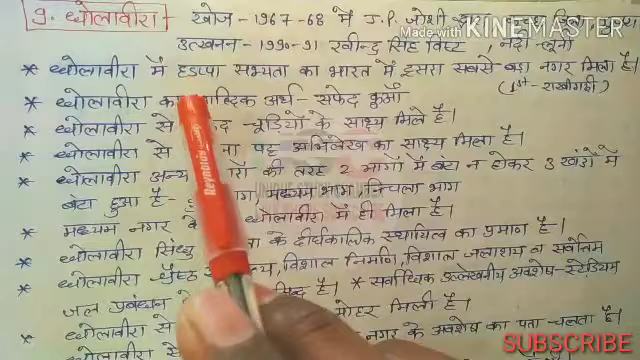 9. धोलावीरा खोज - 1967-68 में J.P. जोशी
Made with KINEMASTER
उत्खनन - 1990-91 रवीन्द्र सिंह विष्ट, नदी-लूनी
* धोलावीरा में हडप्पा सभ्यता का भारत में दूसरा सबसे बड़ा नगर मिला है।
(1st - राखीगढी)
* धोलावीरा का शाब्दिक अर्थ - सफेद कुआँ
* धोलावीरा से चूडियों के साक्ष्य मिले है।
* धोलावीरा से पट्ट अभिलेख का साक्ष्य मिला है।
* धोलावीरा अन्य की तरह 2 भागों में बंटा न होकर 3 खंडों में
बंटा हुआ है - मध्यम भाग, निचला भाग
* मध्यम नगर धोलावीरा में ही मिला है।
* धोलावीरा सिंधु के दीर्घकालिक स्थायित्व का प्रमाण है।
* धोलावीरा श्रेष्ठ विशाल निर्माण, विशाल जलाशय व सर्वोत्तम
जल प्रबंधन है। * सर्वाधिक उल्लेखनीय अवशेष - स्टेडियम
* धोलावीरा से मोहर मिली है।
* धोलावीरा नगर के अवशेष का पता चलता है।
* धोलावीरा से
Reynolds
SUBSCRIBE